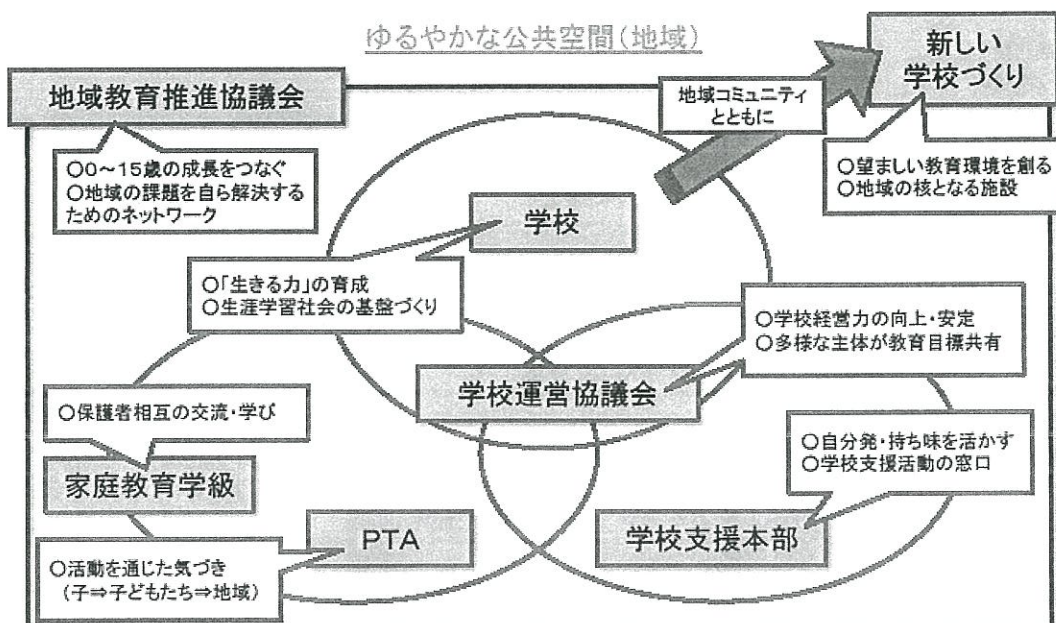 ゆるやかな公共空間(地域)
新しい
学校づくり
地域教育推進協議会
地域コミュニティ
とともに
○0～15歳の成長をつなぐ
○地域の課題を自ら解決する
ためのネットワーク
○望ましい教育環境を創る
○地域の核となる施設
学校
○「生きる力」の育成
○生涯学習社会の基盤づくり
○学校経営力の向上・安定
○多様な主体が教育目標共有
学校運営協議会
○保護者相互の交流・学び
○自分発・持ち味を活かす
○学校支援活動の窓口
家庭教育学級
PTA
学校支援本部
○活動を通じた気づき
(子⇒子どもたち⇒地域)